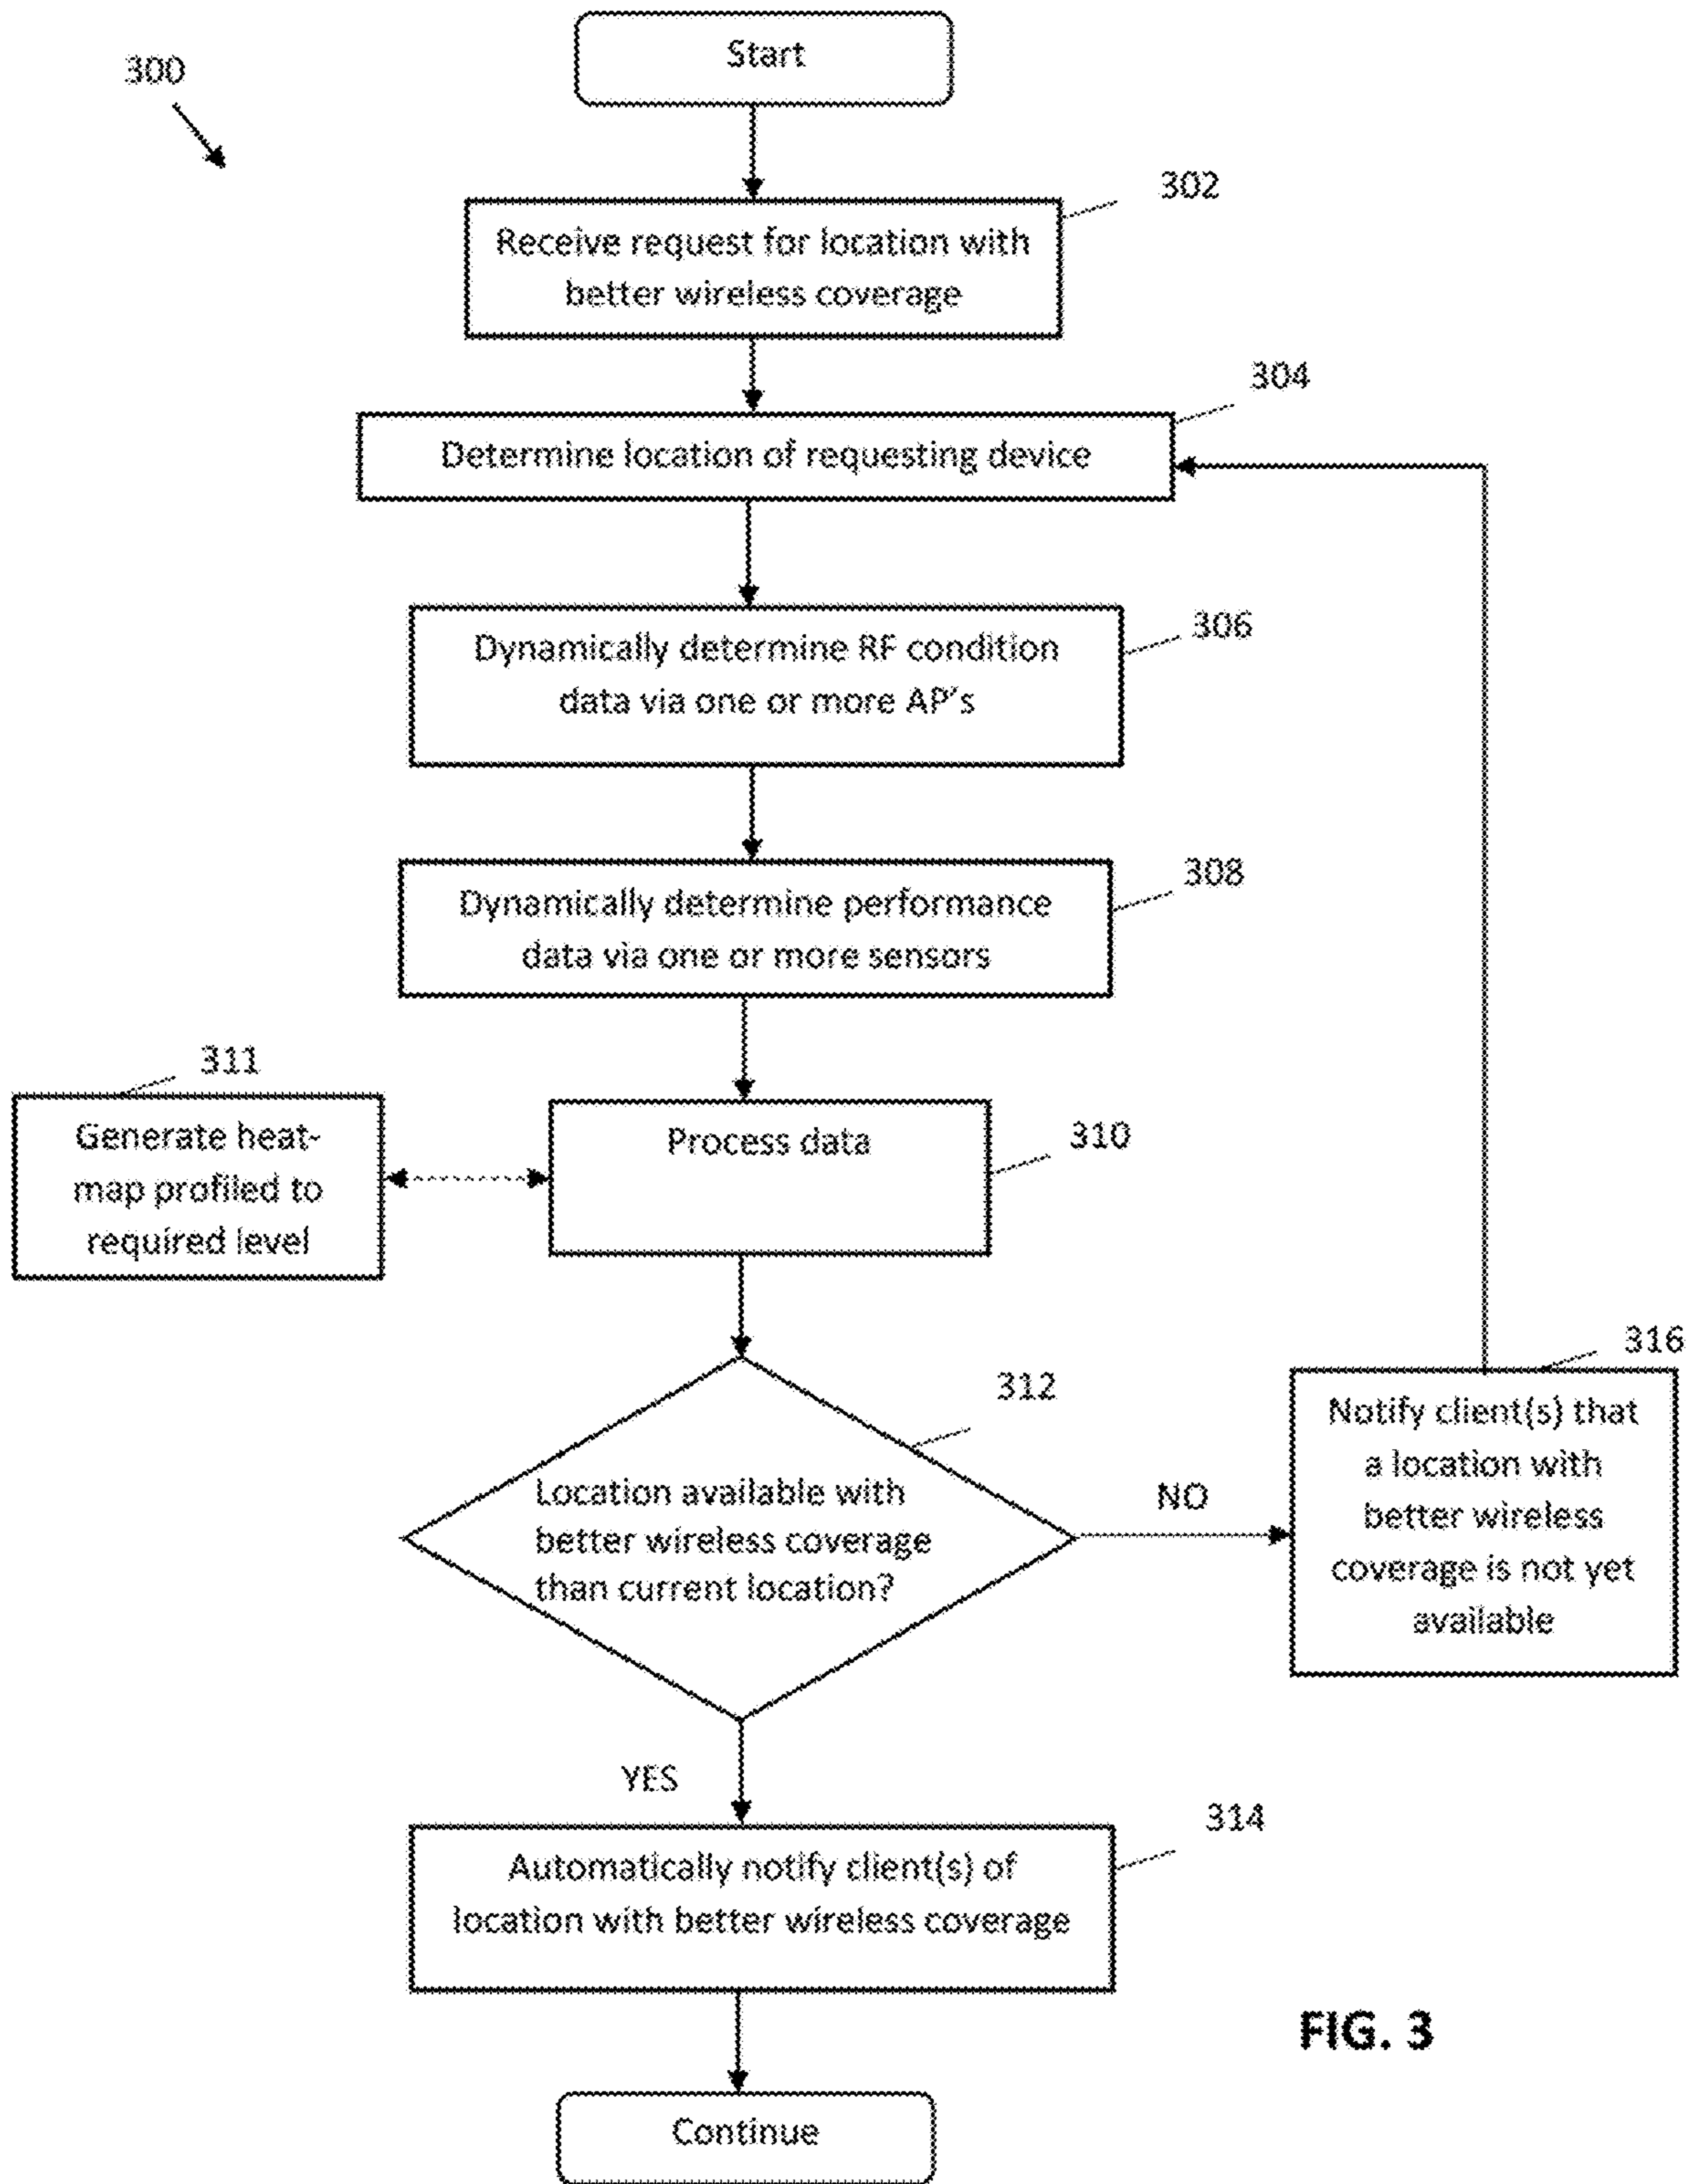 Start
300
302
Receive request for location with
better wireless coverage
304
Determine location of requesting device
306
Dynamically determine RF condition
data via one or more AP's
308
Dynamically determine performance
data via one or more sensors
311
Generate heat-
map profiled to
required level
Process data
310
312
Location available with
better wireless coverage
than current location?
NO
316
Notify client(s) that
a location with
better wireless
coverage is not yet
available
YES
314
Automatically notify client(s) of
location with better wireless coverage
FIG. 3
Continue